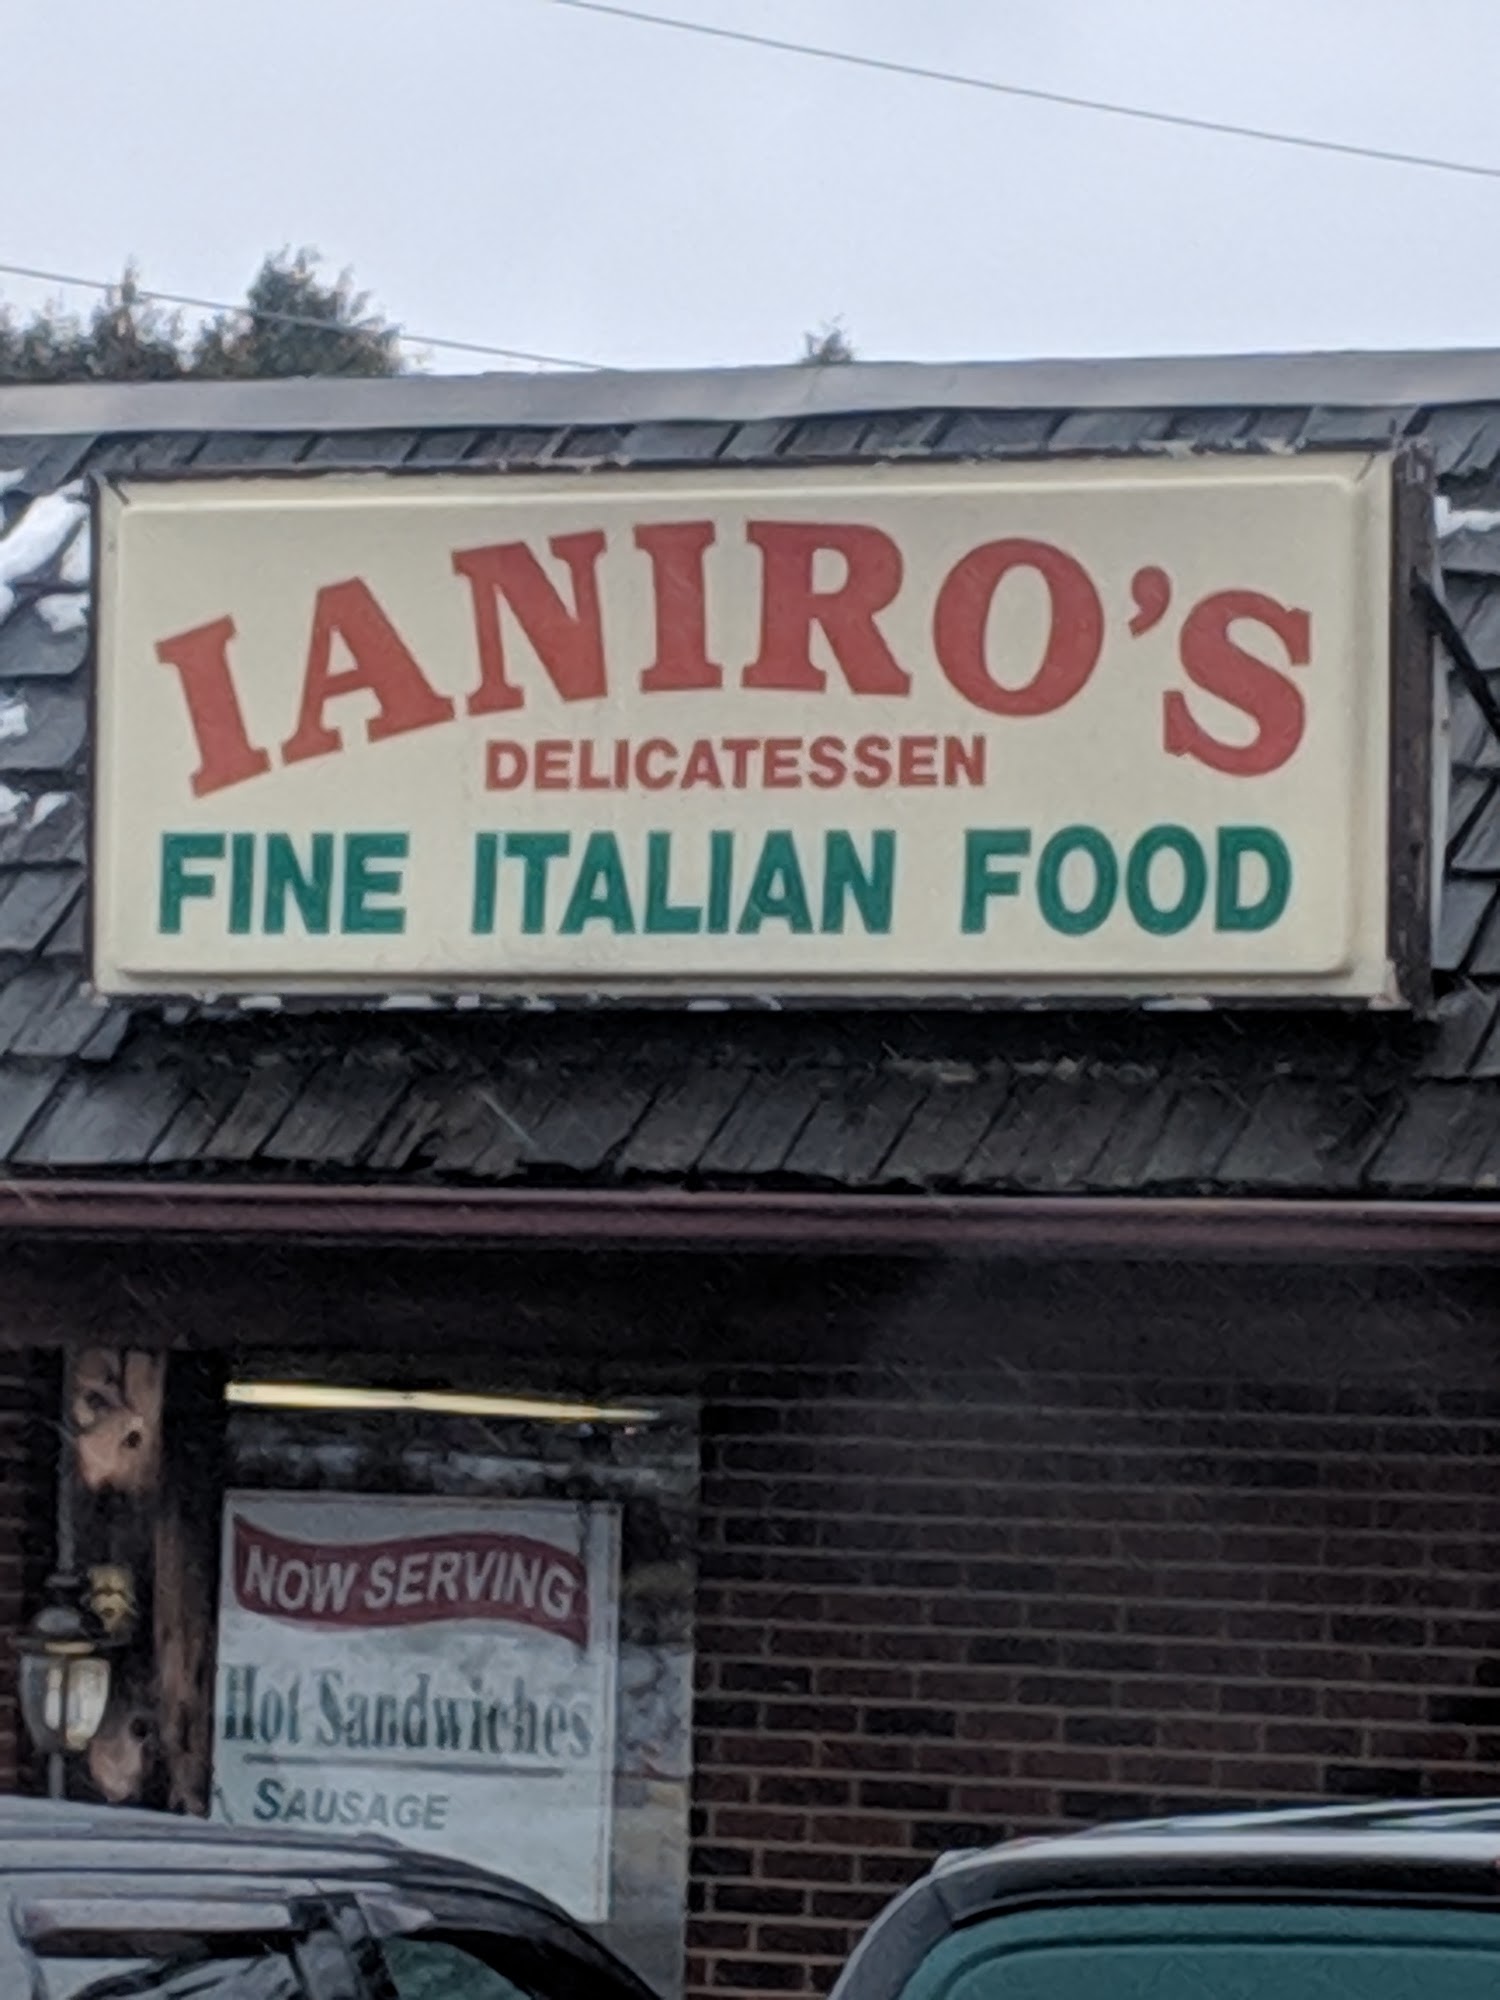 IANIRO'S
DELICATESSEN
FINE ITALIAN FOOD
NOW SERVING
Hot Sandwiches
SAUSAGE